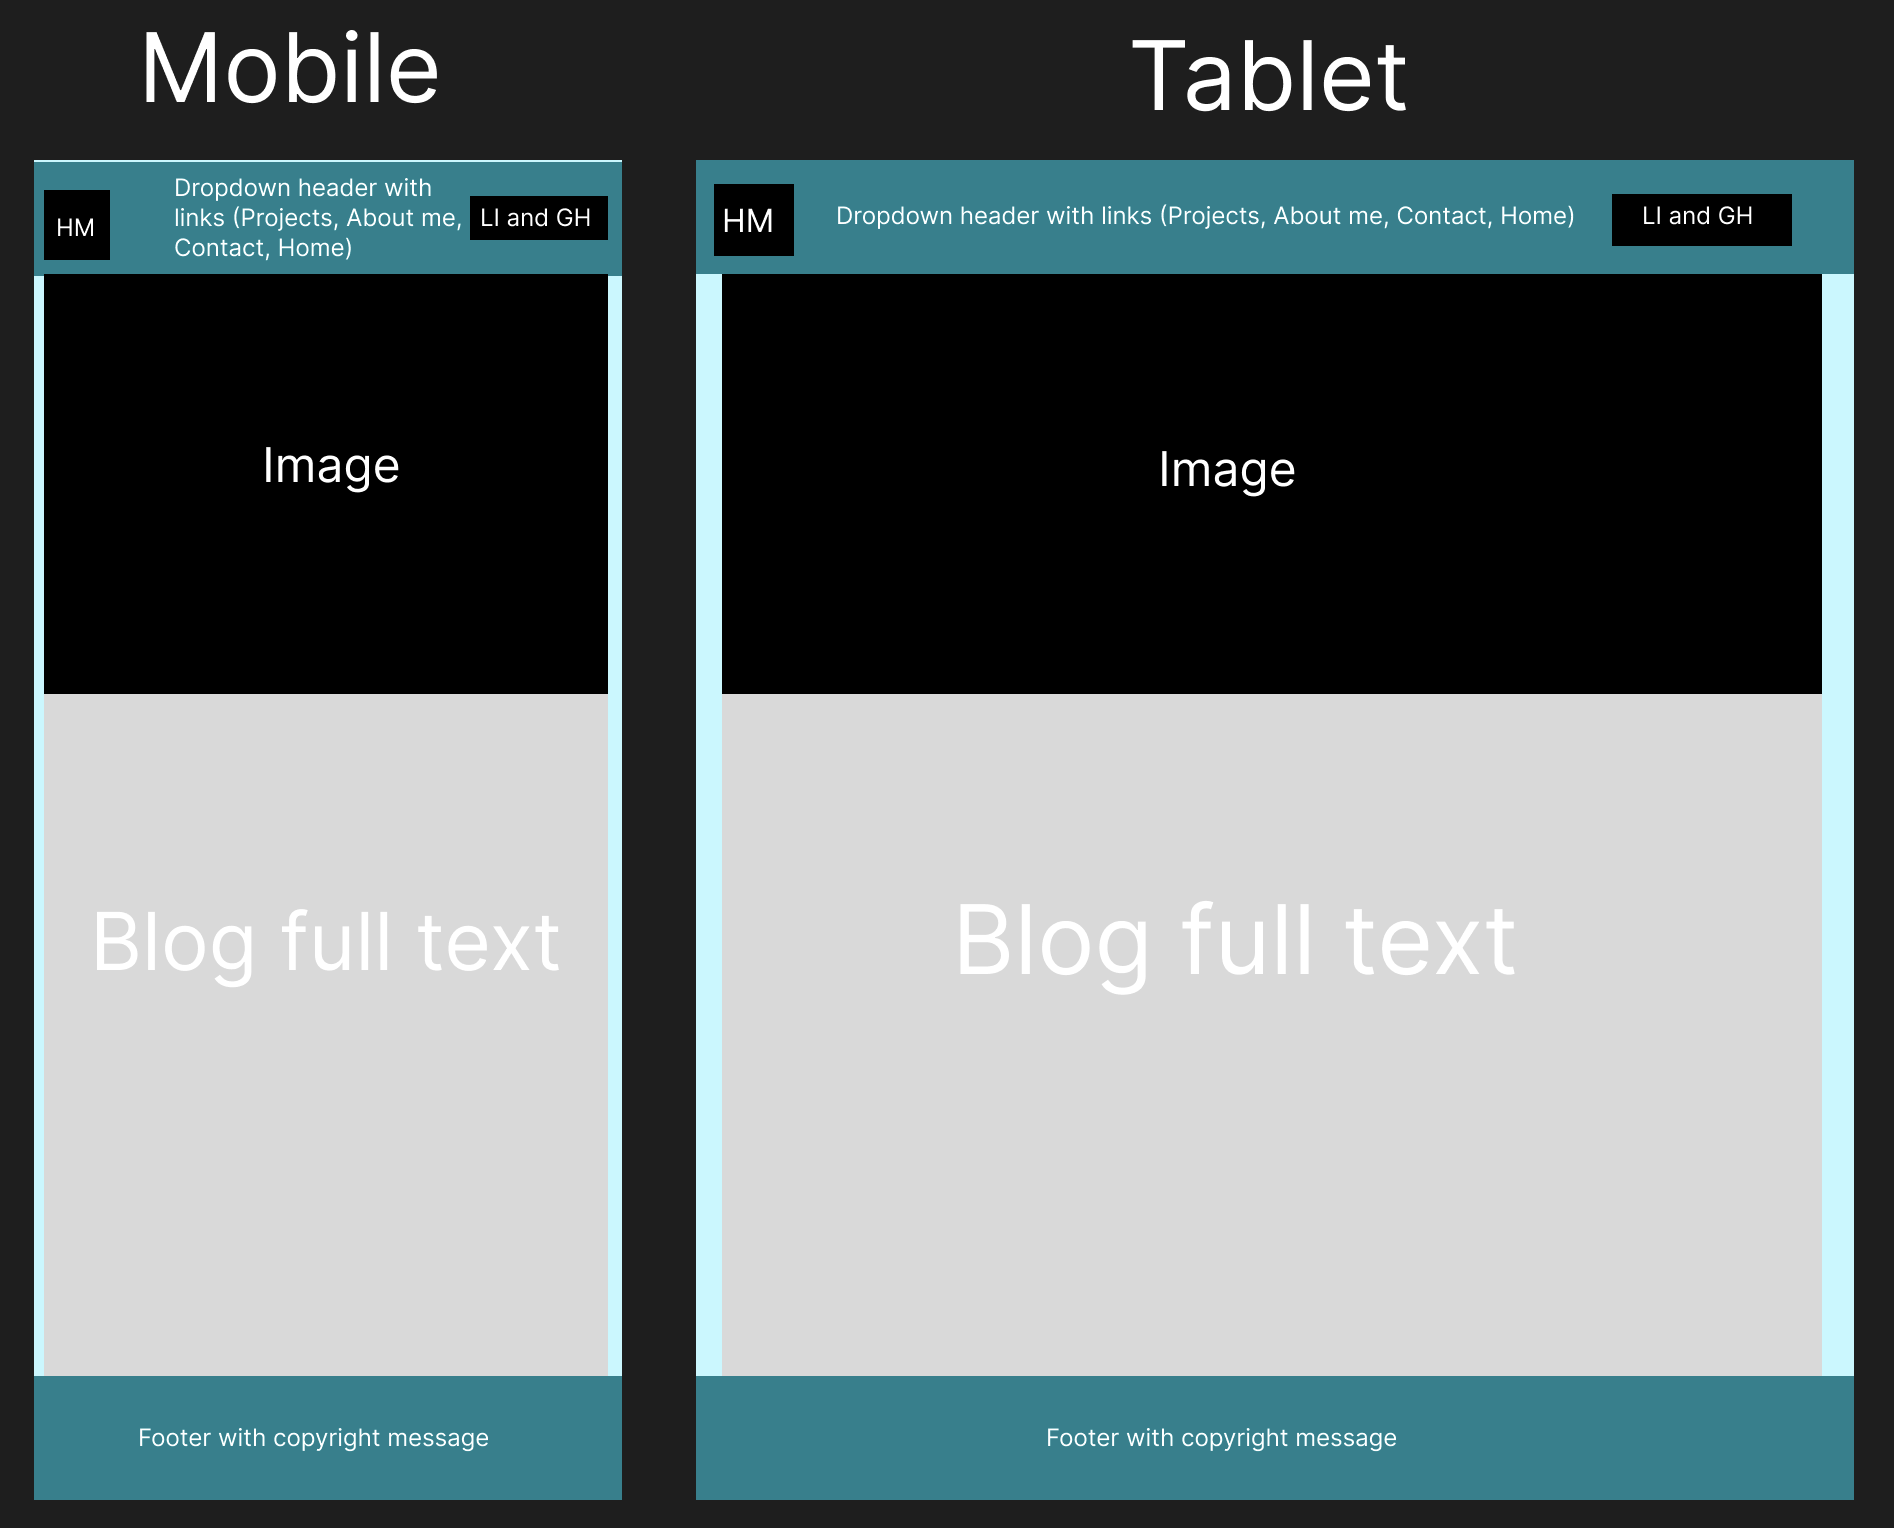 Mobile
HM
Dropdown header with
links (Projects, About me,
Contact, Home)
LI and GH
Image
Blog full text
Footer with copyright message
Tablet
HM
Dropdown header with links (Projects, About me, Contact, Home)
LI and GH
Image
Blog full text
Footer with copyright message